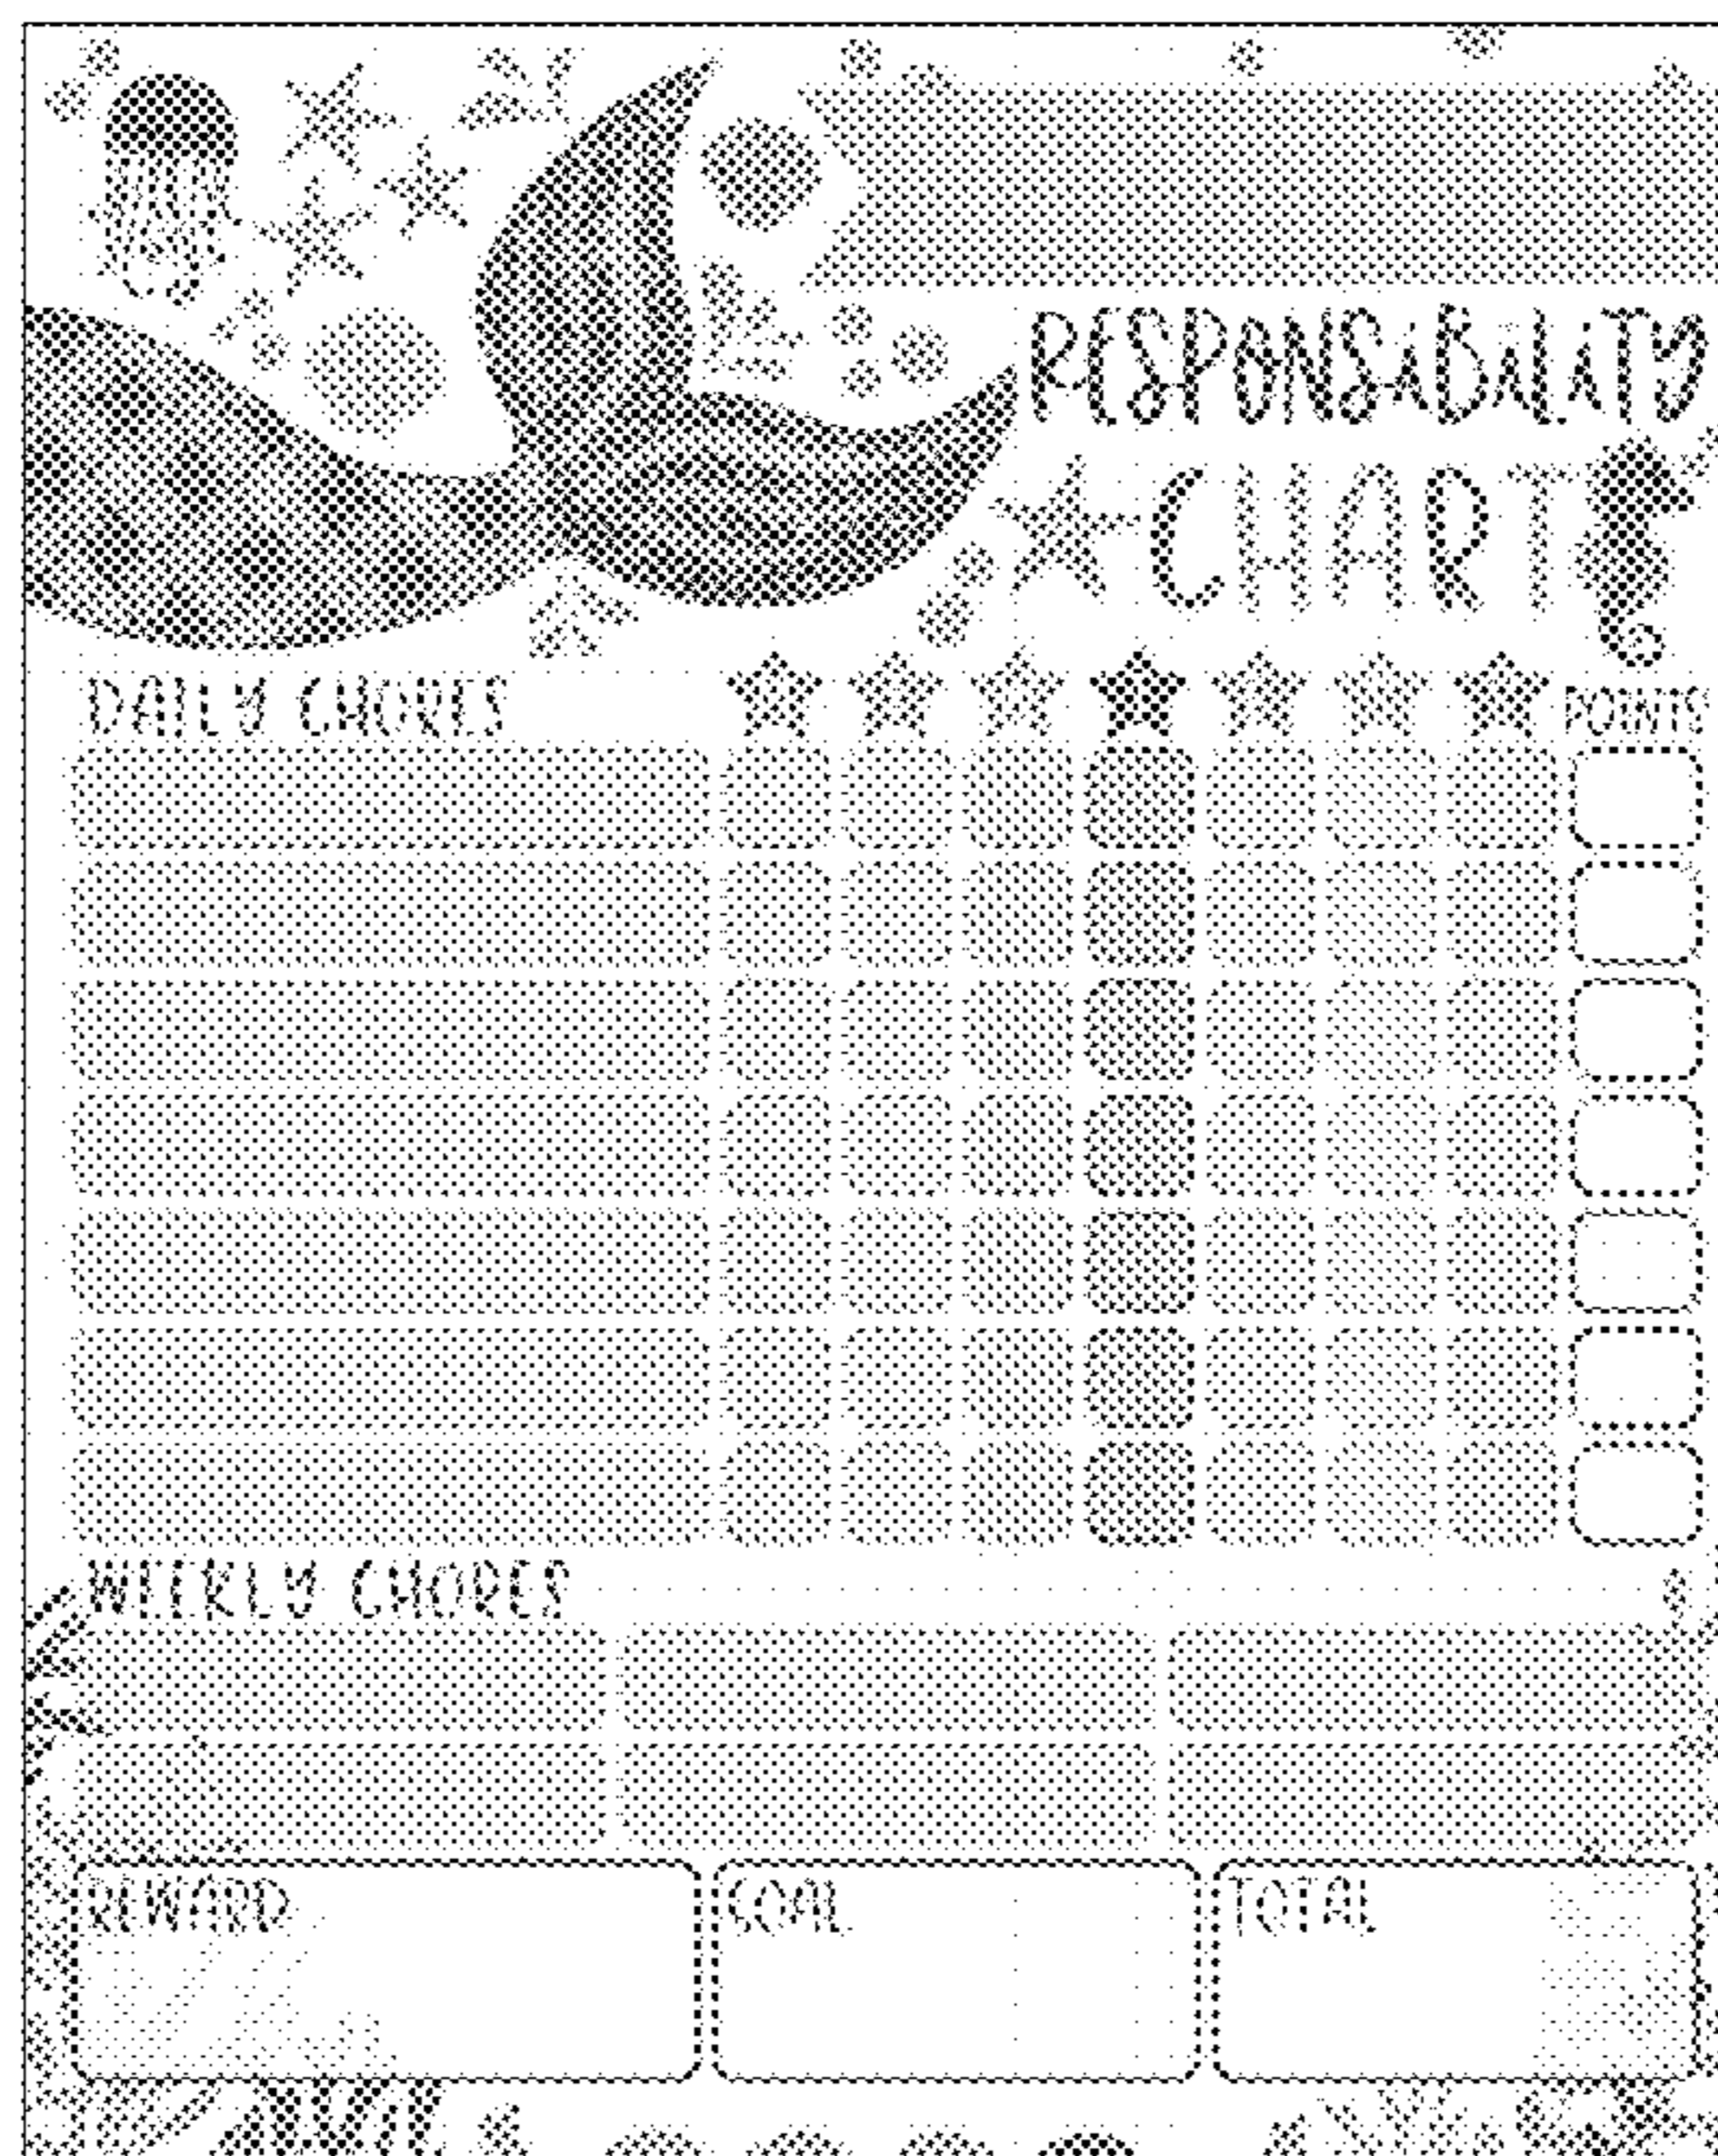 RESPONSiBiLiTY
CHART
DAILY CHORES
POINTS
WEEKLY CHORES
REWARD
GOAL
TOTAL